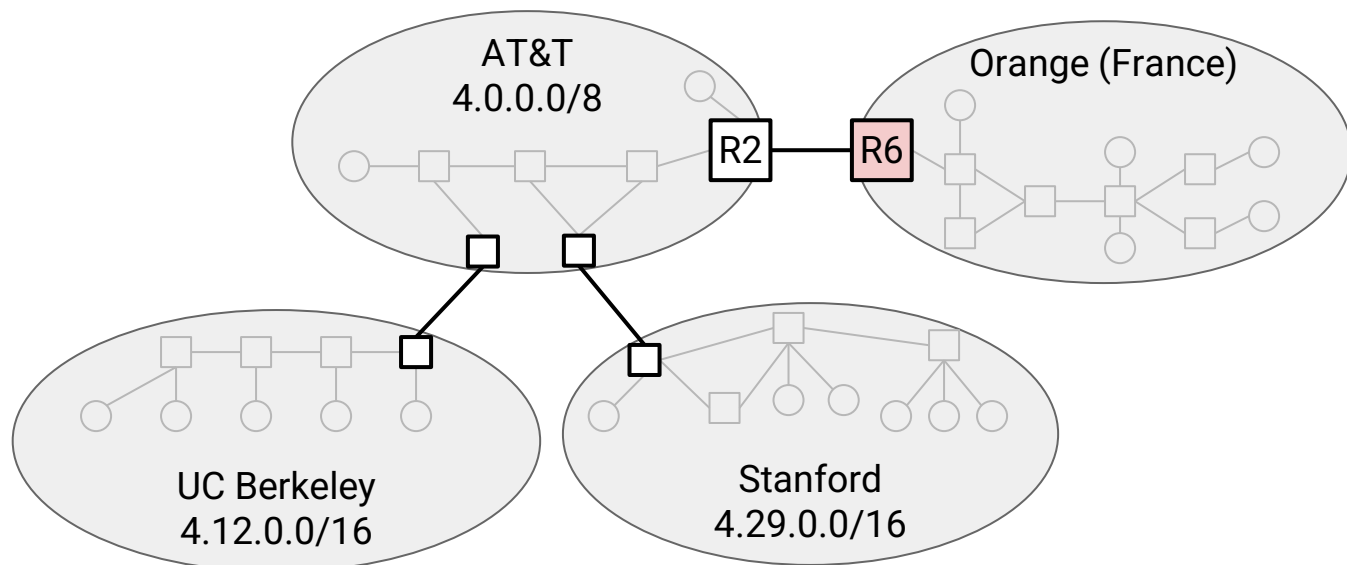 AT&T
4.0.0.0/8
Orange (France)
R2
R6
UC Berkeley
4.12.0.0/16
Stanford
4.29.0.0/16